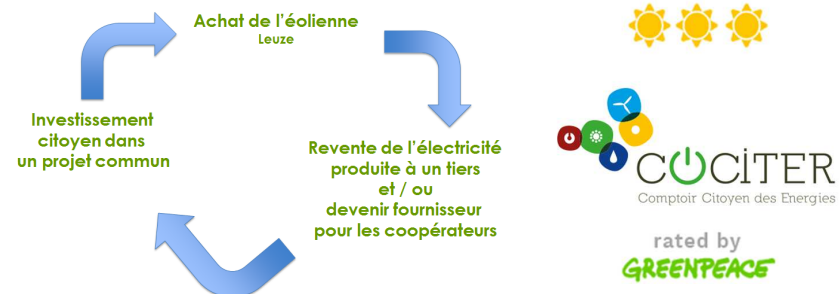 Achat de l'éolienne
Leuze
Investissement
citoyen dans
un projet commun
Revente de l'électricité
produite à un tiers
et / ou
devenir fournisseur
pour les coopérateurs
COCiTER
Comptoir Citoyen des Energies
rated by
GREENPEACE